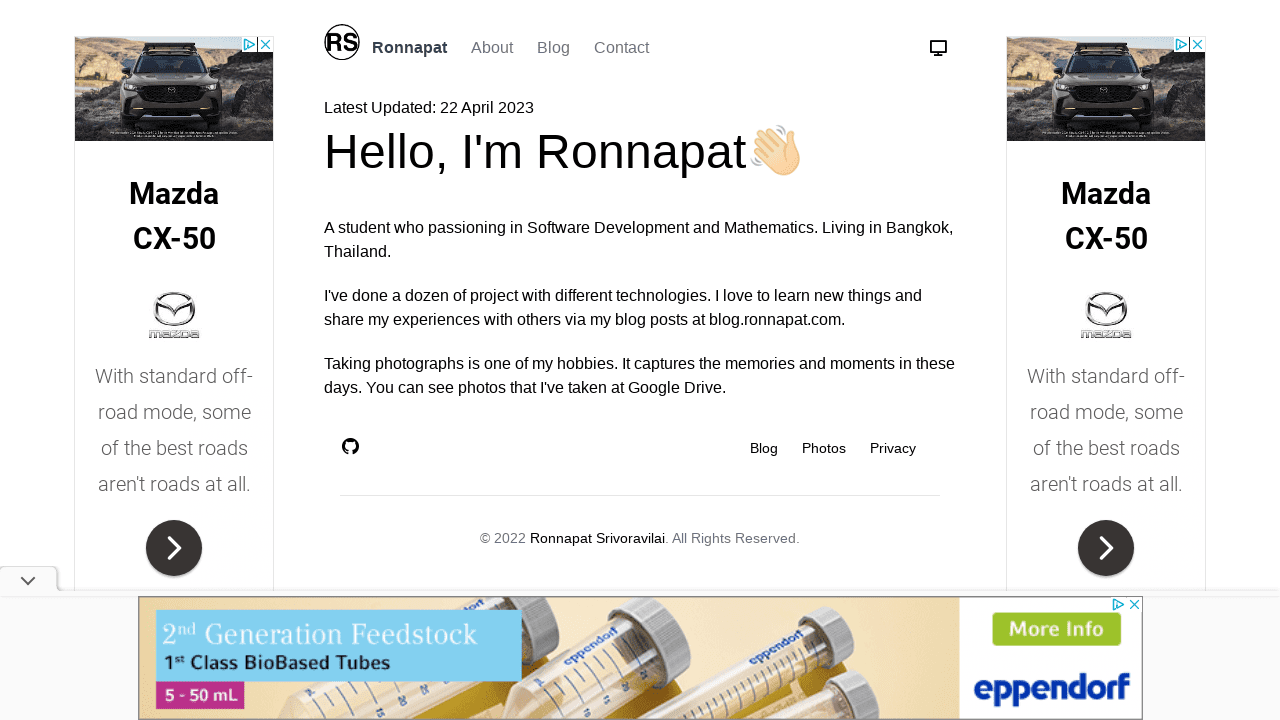 RS Ronnapat About Blog Contact
Latest Updated: 22 April 2023
Hello, I'm Ronnapat👋🏼
A student who passioning in Software Development and Mathematics. Living in Bangkok,
Thailand.
I've done a dozen of project with different technologies. I love to learn new things and
share my experiences with others via my blog posts at blog.ronnapat.com.
Taking photographs is one of my hobbies. It captures the memories and moments in these
days. You can see photos that I've taken at Google Drive.
Blog Photos Privacy
© 2022 Ronnapat Srivoravilai. All Rights Reserved.
Mazda
CX-50
mazda
With standard off-
road mode, some
of the best roads
aren't roads at all.
Mazda
CX-50
mazda
With standard off-
road mode, some
of the best roads
aren't roads at all.
2nd Generation Feedstock
1st Class BioBased Tubes
5 - 50 mL
eppendorf
eppendorf
More Info
eppendorf